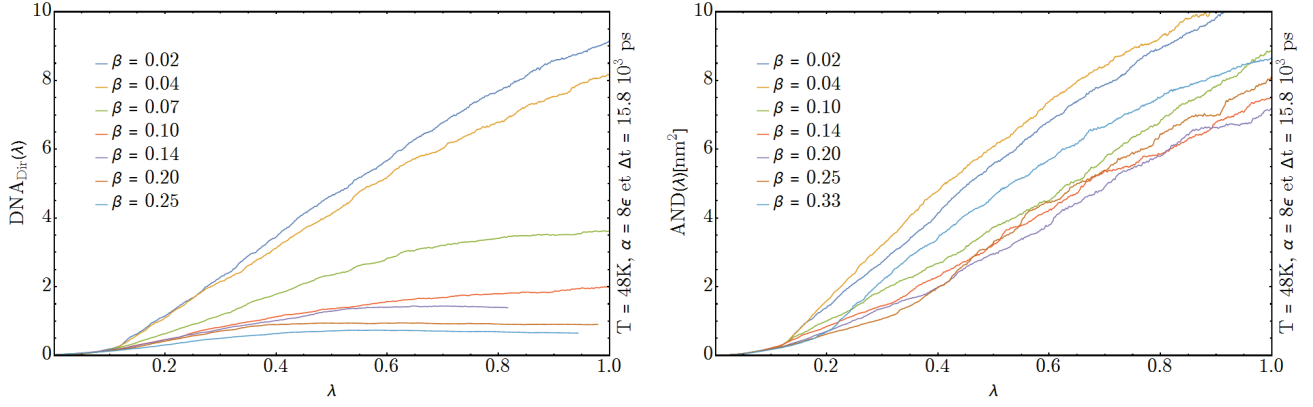 10
8
6
4
2
0
0.2
0.4
0.6
0.8
1.0
λ
DNA_Dir(λ)
β = 0.02
β = 0.04
β = 0.07
β = 0.10
β = 0.14
β = 0.20
β = 0.25
T = 48K, α = 8ϵ et Δt = 15.8 10³ ps
10
8
6
4
2
0
0.2
0.4
0.6
0.8
1.0
λ
AND(λ)[nm²]
β = 0.02
β = 0.04
β = 0.10
β = 0.14
β = 0.20
β = 0.25
β = 0.33
T = 48K, α = 8ϵ et Δt = 15.8 10³ ps